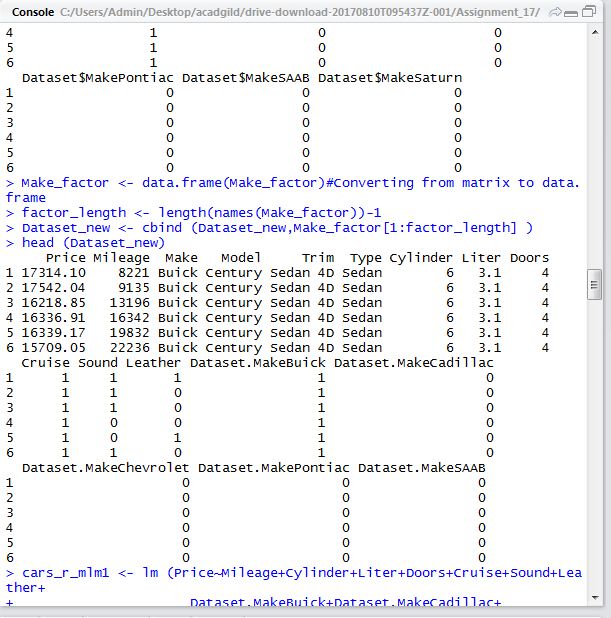 Console C:/Users/Admin/Desktop/acadgild/drive-download-20170810T095437Z-001/Assignment_17/
4 1 0 0
5 1 0 0
6 1 0 0
Dataset$MakePontiac Dataset$MakeSAAB Dataset$MakeSaturn
1 0 0 0
2 0 0 0
3 0 0 0
4 0 0 0
5 0 0 0
6 0 0 0
> Make_factor <- data.frame(Make_factor)#Converting from matrix to data.
frame
> factor_length <- length(names(Make_factor))-1
> Dataset_new <- cbind (Dataset_new,Make_factor[1:factor_length] )
> head (Dataset_new)
Price Mileage Make Model Trim Type Cylinder Liter Doors
1 17314.10 8221 Buick Century Sedan 4D Sedan 6 3.1 4
2 17542.04 9135 Buick Century Sedan 4D Sedan 6 3.1 4
3 16218.85 13196 Buick Century Sedan 4D Sedan 6 3.1 4
4 16336.91 16342 Buick Century Sedan 4D Sedan 6 3.1 4
5 16339.17 19832 Buick Century Sedan 4D Sedan 6 3.1 4
6 15709.05 22236 Buick Century Sedan 4D Sedan 6 3.1 4
Cruise Sound Leather Dataset.MakeBuick Dataset.MakeCadillac
1 1 1 1 1 0
2 1 1 0 1 0
3 1 1 0 1 0
4 1 0 0 1 0
5 1 0 1 1 0
6 1 1 0 1 0
Dataset.MakeChevrolet Dataset.MakePontiac Dataset.MakeSAAB
1 0 0 0
2 0 0 0
3 0 0 0
4 0 0 0
5 0 0 0
6 0 0 0
> cars_r_mlm1 <- lm (Price~Mileage+Cylinder+Liter+Doors+Cruise+Sound+Lea
ther+
+ Dataset.MakeBuick+Dataset.MakeCadillac+